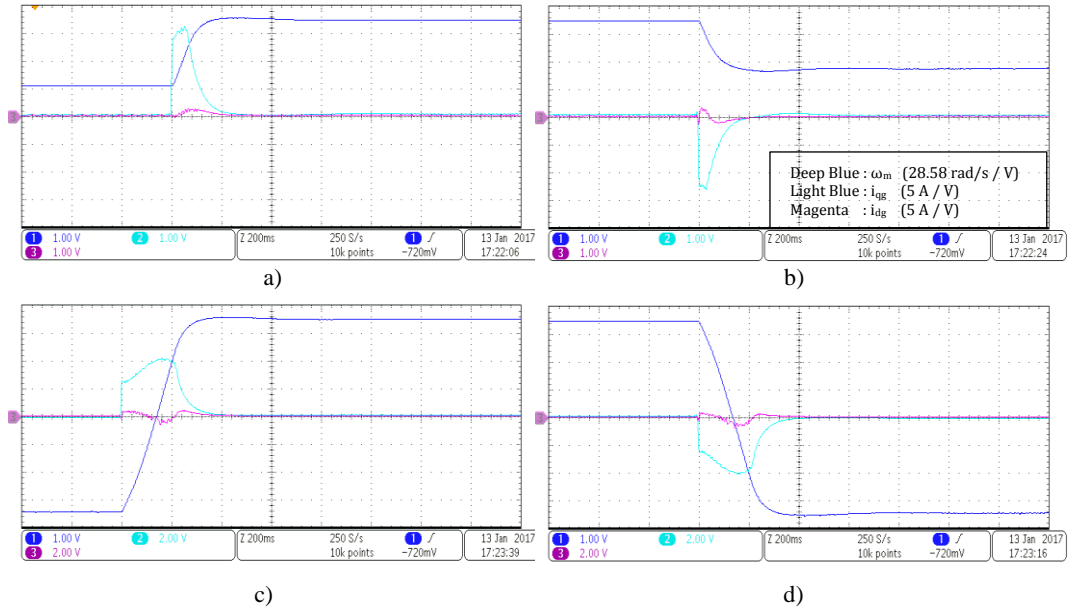 3
3
Deep Blue : ωm (28.58 rad/s / V)
Light Blue : iqg (5 A / V)
Magenta : idg (5 A / V)
1 1.00 V 2 1.00 V Z 200ms 250 S/s 1 ʃ 13 Jan 2017
3 1.00 V 10k points −720mV 17:22:06
1 1.00 V 2 1.00 V Z 200ms 250 S/s 1 ʃ 13 Jan 2017
3 1.00 V 10k points −720mV 17:22:24
a)
b)
3
3
1 1.00 V 2 2.00 V Z 200ms 250 S/s 1 ʃ 13 Jan 2017
3 2.00 V 10k points −720mV 17:23:39
1 1.00 V 2 2.00 V Z 200ms 250 S/s 1 ʃ 13 Jan 2017
3 2.00 V 10k points −720mV 17:23:16
c)
d)